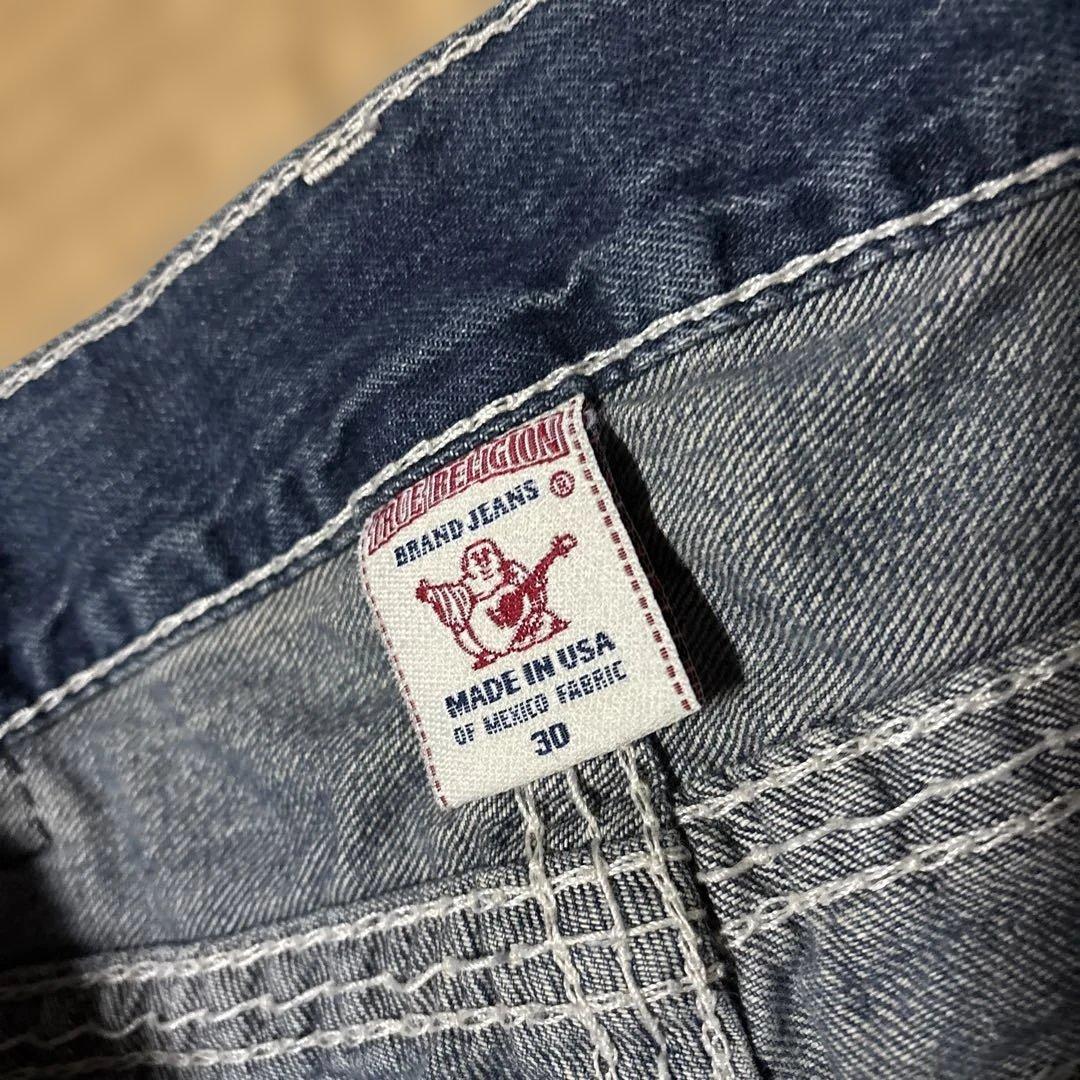 TRUE RELIGION
BRAND JEANS ®
MADE IN USA
OF MEXICO FABRIC
30